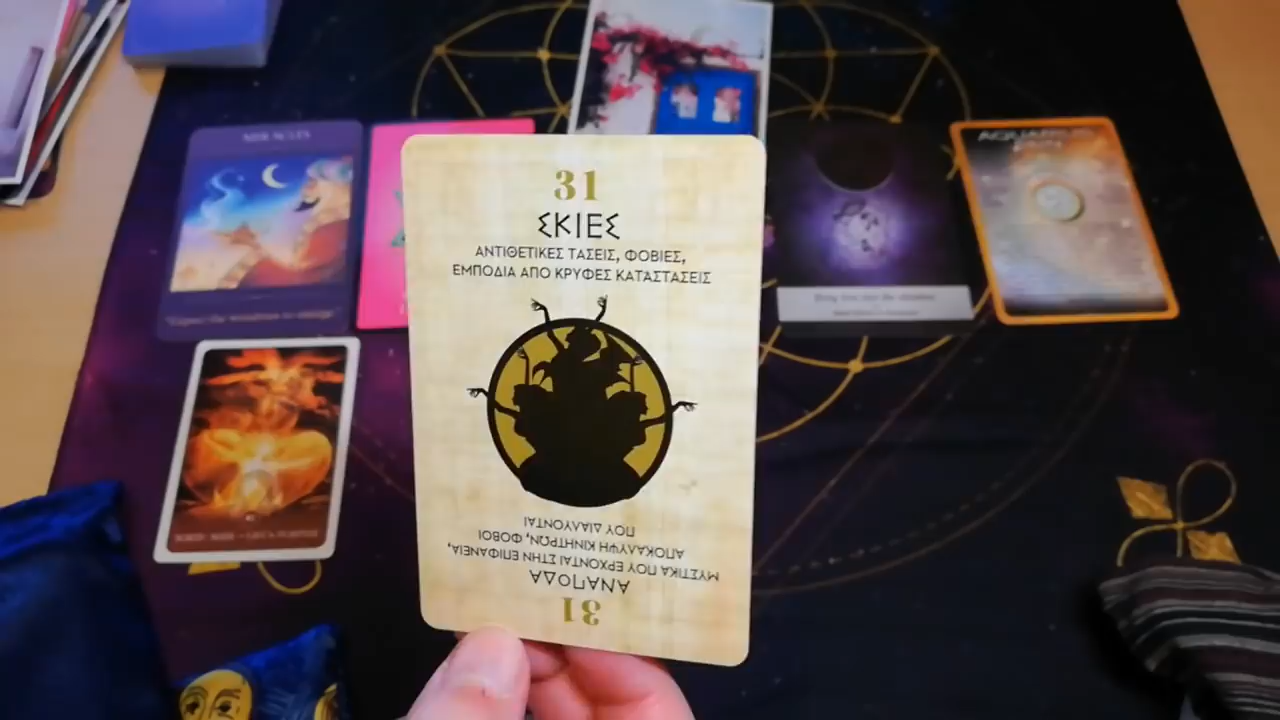 MIRACLES
AQUARIUS
31
ΣΚΙΕΣ
ΑΝΤΙΘΕΤΙΚΕΣ ΤΑΣΕΙΣ, ΦΟΒΙΕΣ,
ΕΜΠΟΔΙΑ ΑΠΟ ΚΡΥΦΕΣ ΚΑΤΑΣΤΑΣΕΙΣ
31
ΑΝΑΠΟΔΑ
ΜΥΣΤΙΚΑ ΠΟΥ ΕΡΧΟΝΤΑΙ ΣΤΗΝ ΕΠΙΦΑΝΕΙΑ,
ΑΠΟΚΑΛΥΨΗ ΚΙΝΗΤΡΩΝ, ΦΟΒΟΙ
ΠΟΥ ΔΙΑΛΥΟΝΤΑΙ